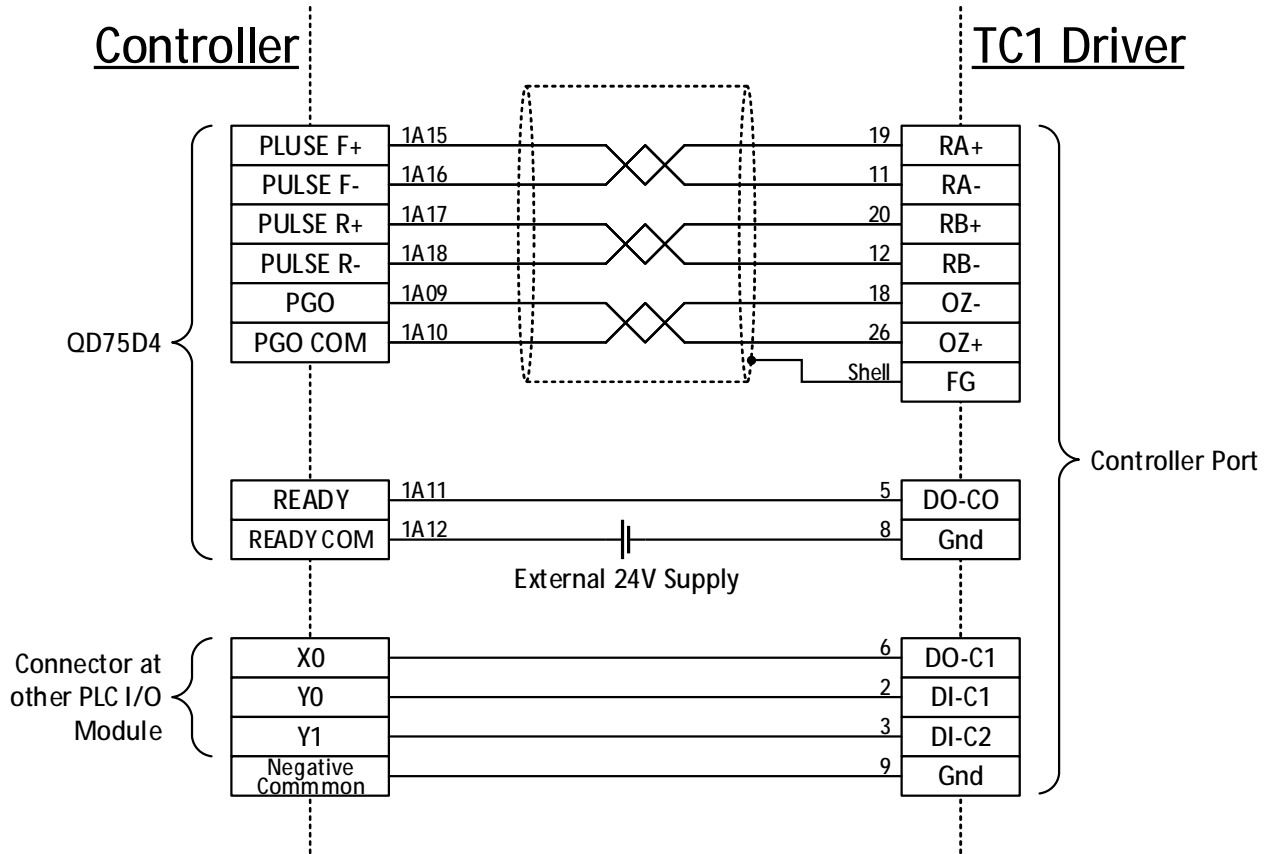 Controller
TC1 Driver
PLUSE F+ 1A15 19 RA+
PULSE F- 1A16 11 RA-
PULSE R+ 1A17 20 RB+
PULSE R- 1A18 12 RB-
PGO 1A09 18 OZ-
PGO COM 1A10 26 OZ+
Shell FG
QD75D4
READY 1A11 5 DO-CO
READY COM 1A12 8 Gnd
External 24V Supply
Controller Port
Connector at
other PLC I/O
Module
X0 6 DO-C1
Y0 2 DI-C1
Y1 3 DI-C2
Negative
Commmon
9 Gnd